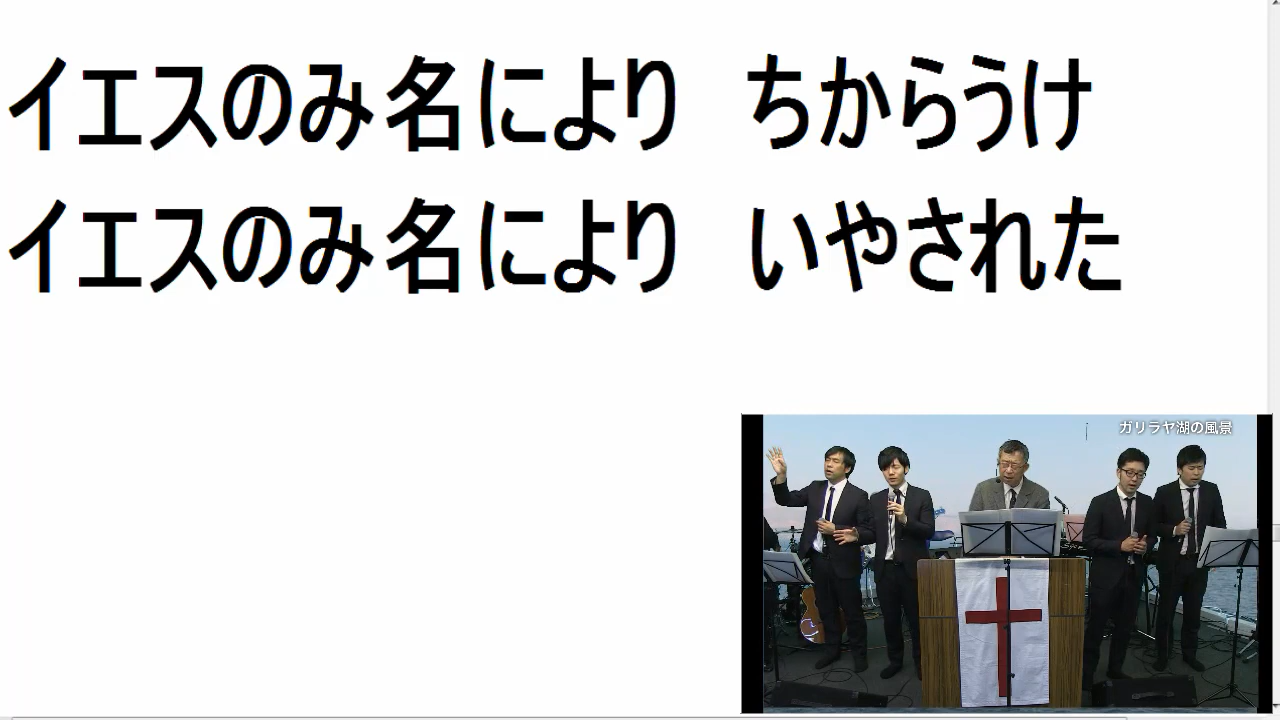 イエスのみ名により　ちからうけ
イエスのみ名により　いやされた
ガリラヤ湖の風景